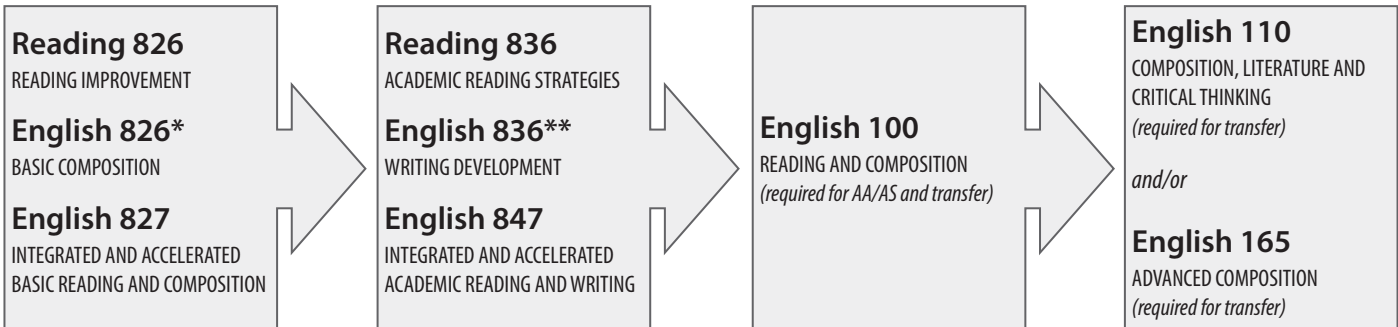 Reading 826
READING IMPROVEMENT
English 826*
BASIC COMPOSITION
English 827
INTEGRATED AND ACCELERATED
BASIC READING AND COMPOSITION
Reading 836
ACADEMIC READING STRATEGIES
English 836**
WRITING DEVELOPMENT
English 847
INTEGRATED AND ACCELERATED
ACADEMIC READING AND WRITING
English 100
READING AND COMPOSITION
(required for AA/AS and transfer)
English 110
COMPOSITION, LITERATURE AND
CRITICAL THINKING
(required for transfer)
and/or
English 165
ADVANCED COMPOSITION
(required for transfer)